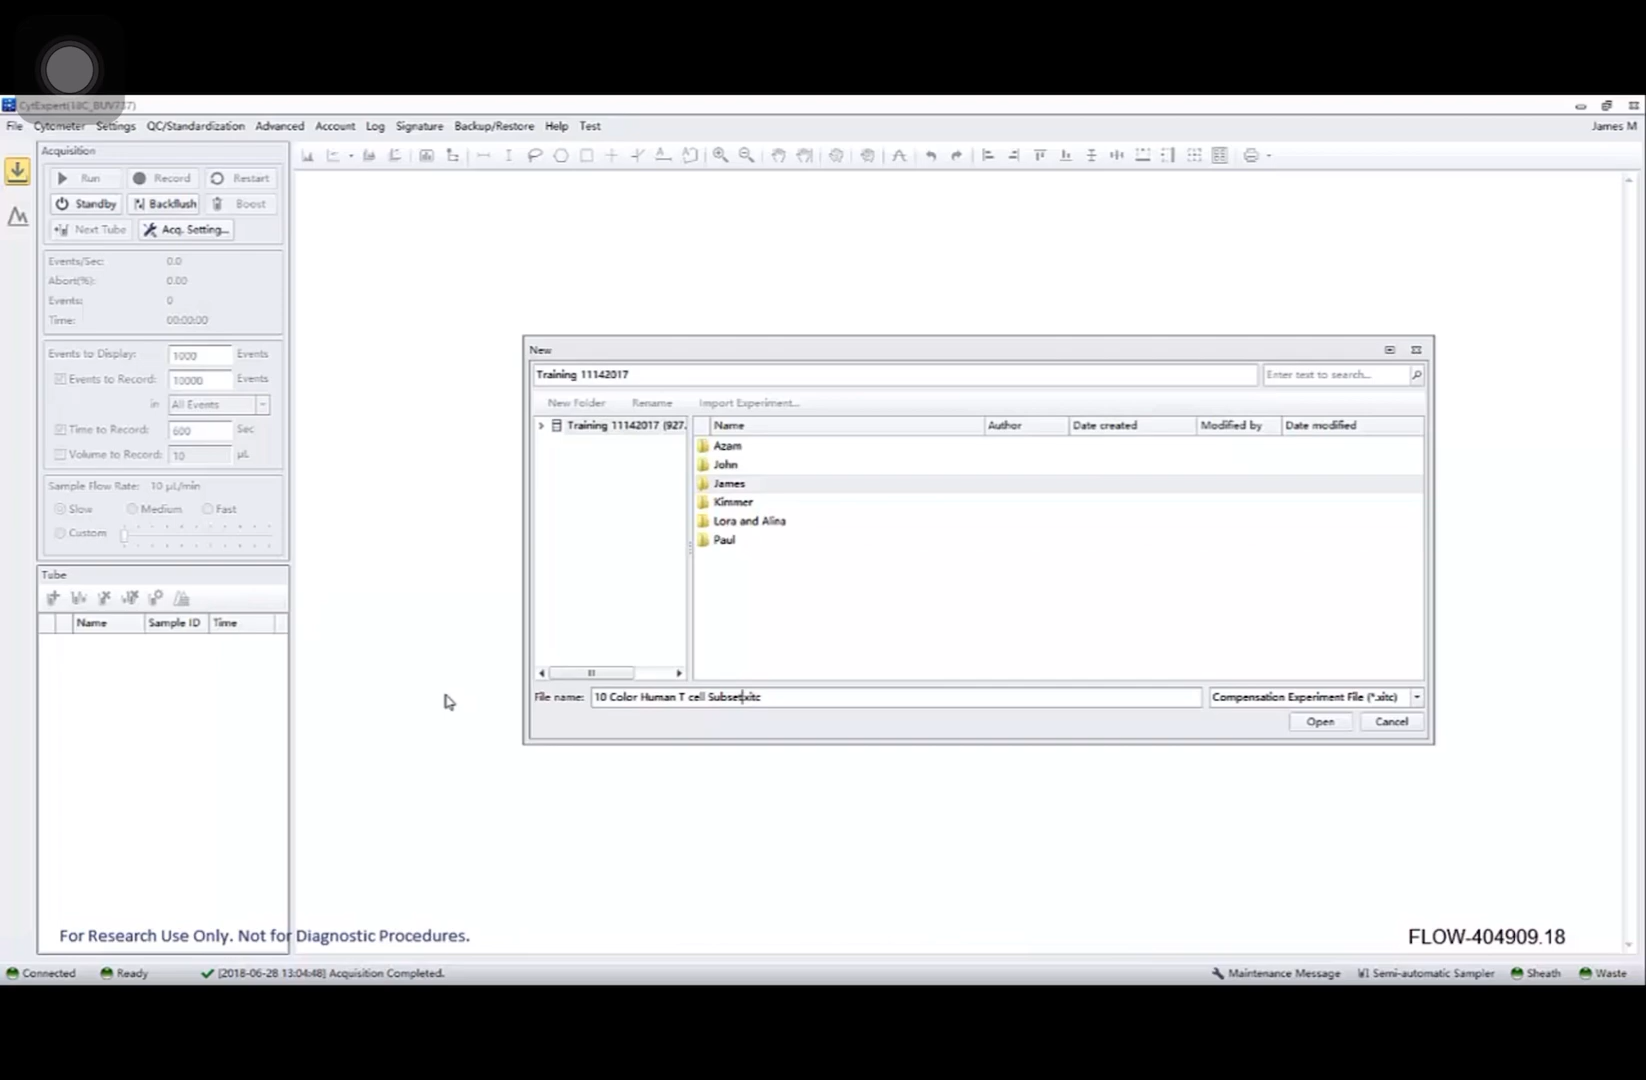 CytExpert(18C_BUV737)
File Cytometer Settings QC/Standardization Advanced Account Log Signature Backup/Restore Help Test James M
Acquisition
Run Record Restart
Standby Backflush Boost
Next Tube Acq. Setting...
Events/Sec: 0.0
Abort(%): 0.00
Events: 0
Time: 00:00:00
Events to Display: 1000 Events
Events to Record: 10000 Events
in All Events
Time to Record: 600 Sec
Volume to Record: 10 µL
Sample Flow Rate: 10 µL/min
Slow Medium Fast
Custom
Tube
Name Sample ID Time
New
Training 11142017 Enter text to search...
New Folder Rename Import Experiment...
Training 11142017 (927. Name Author Date created Modified by Date modified
Azam
John
James
Kimmer
Lora and Alina
Paul
File name: 10 Color Human T cell Subsetxitc Compensation Experiment File (*.xitc)
Open Cancel
For Research Use Only. Not for Diagnostic Procedures. FLOW-404909.18
Connected Ready [2018-06-28 13:04:48] Acquisition Completed. Maintenance Message Semi-automatic Sampler Sheath Waste